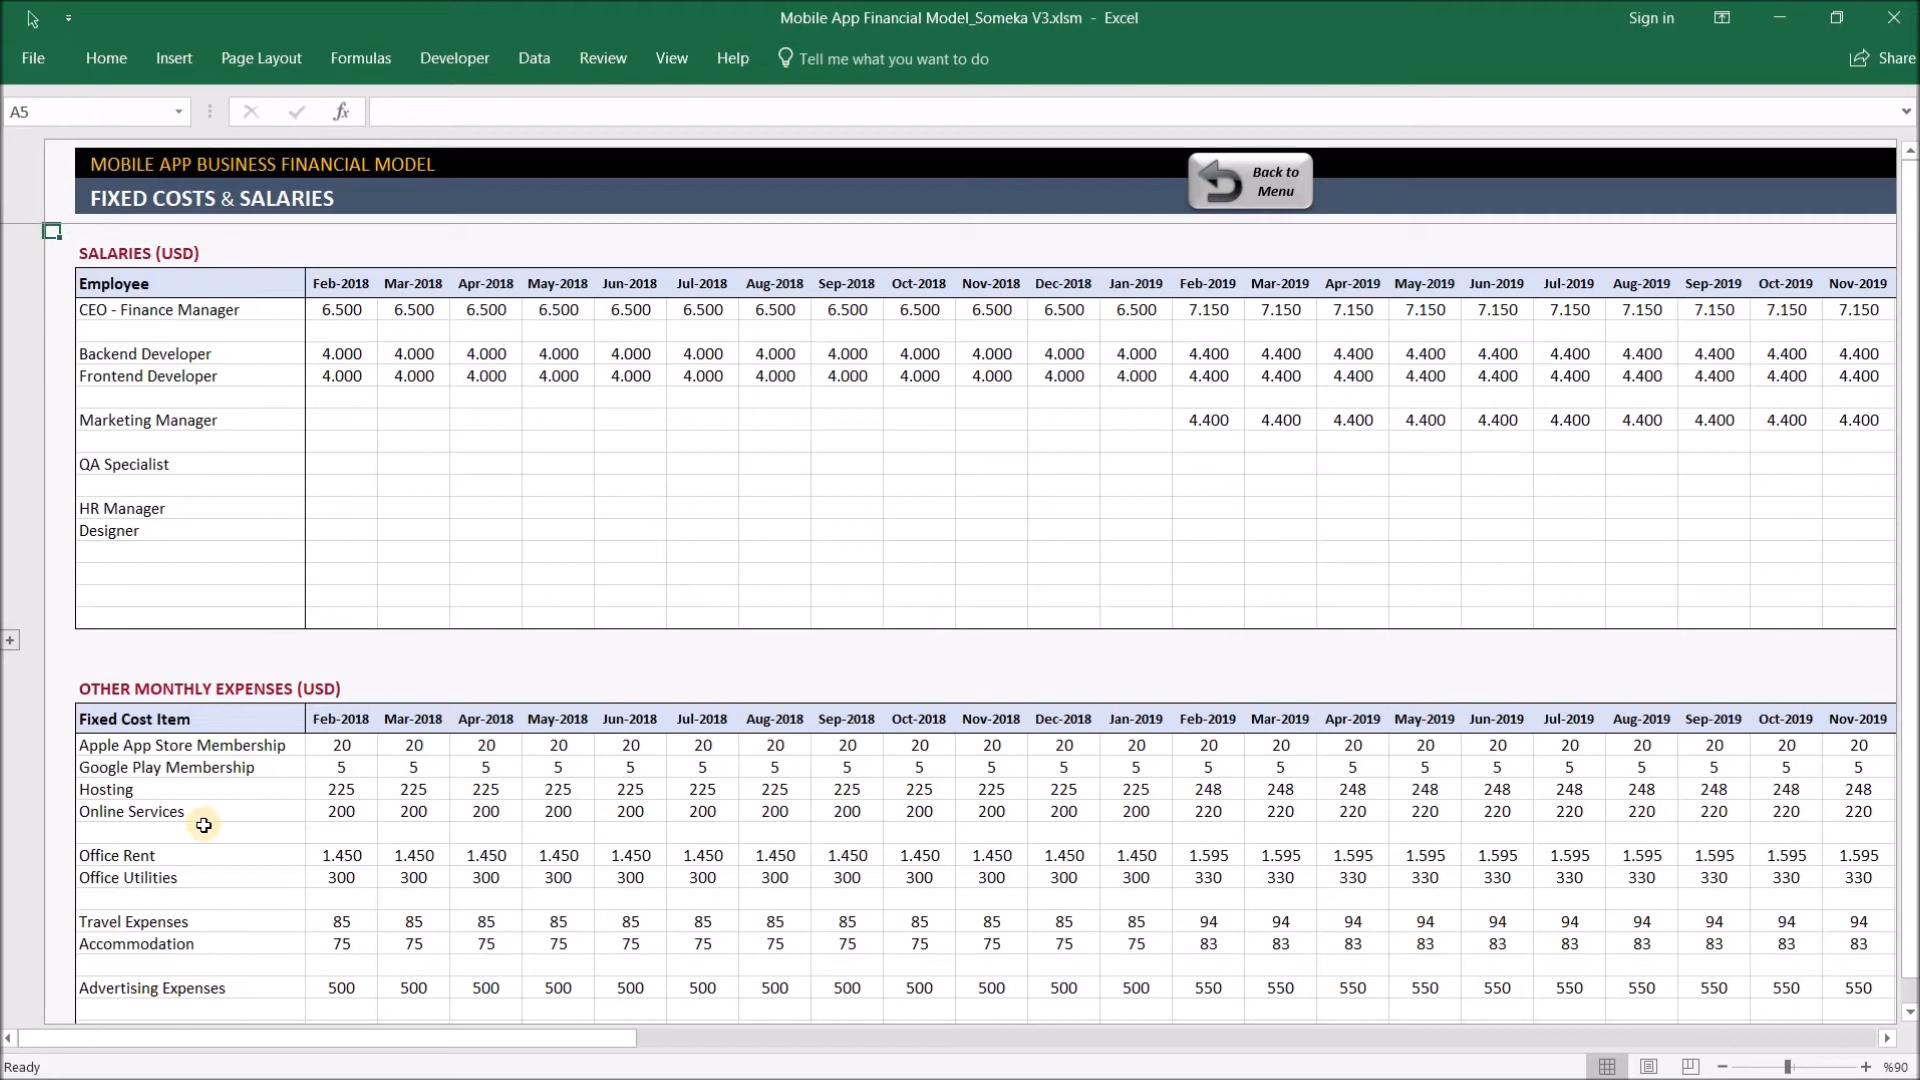 Mobile App Financial Model_Someka V3.xlsm - Excel
Sign in
File Home Insert Page Layout Formulas Developer Data Review View Help Tell me what you want to do Share
A5 fx
MOBILE APP BUSINESS FINANCIAL MODEL
FIXED COSTS & SALARIES
Back to
Menu
SALARIES (USD)
Employee Feb-2018 Mar-2018 Apr-2018 May-2018 Jun-2018 Jul-2018 Aug-2018 Sep-2018 Oct-2018 Nov-2018 Dec-2018 Jan-2019 Feb-2019 Mar-2019 Apr-2019 May-2019 Jun-2019 Jul-2019 Aug-2019 Sep-2019 Oct-2019 Nov-2019
CEO - Finance Manager 6.500 6.500 6.500 6.500 6.500 6.500 6.500 6.500 6.500 6.500 6.500 6.500 7.150 7.150 7.150 7.150 7.150 7.150 7.150 7.150 7.150 7.150
Backend Developer 4.000 4.000 4.000 4.000 4.000 4.000 4.000 4.000 4.000 4.000 4.000 4.000 4.400 4.400 4.400 4.400 4.400 4.400 4.400 4.400 4.400 4.400
Frontend Developer 4.000 4.000 4.000 4.000 4.000 4.000 4.000 4.000 4.000 4.000 4.000 4.000 4.400 4.400 4.400 4.400 4.400 4.400 4.400 4.400 4.400 4.400
Marketing Manager 4.400 4.400 4.400 4.400 4.400 4.400 4.400 4.400 4.400 4.400
QA Specialist
HR Manager
Designer
OTHER MONTHLY EXPENSES (USD)
Fixed Cost Item Feb-2018 Mar-2018 Apr-2018 May-2018 Jun-2018 Jul-2018 Aug-2018 Sep-2018 Oct-2018 Nov-2018 Dec-2018 Jan-2019 Feb-2019 Mar-2019 Apr-2019 May-2019 Jun-2019 Jul-2019 Aug-2019 Sep-2019 Oct-2019 Nov-2019
Apple App Store Membership 20 20 20 20 20 20 20 20 20 20 20 20 20 20 20 20 20 20 20 20 20 20
Google Play Membership 5 5 5 5 5 5 5 5 5 5 5 5 5 5 5 5 5 5 5 5 5 5
Hosting 225 225 225 225 225 225 225 225 225 225 225 225 248 248 248 248 248 248 248 248 248 248
Online Services 200 200 200 200 200 200 200 200 200 200 200 200 220 220 220 220 220 220 220 220 220 220
Office Rent 1.450 1.450 1.450 1.450 1.450 1.450 1.450 1.450 1.450 1.450 1.450 1.450 1.595 1.595 1.595 1.595 1.595 1.595 1.595 1.595 1.595 1.595
Office Utilities 300 300 300 300 300 300 300 300 300 300 300 300 330 330 330 330 330 330 330 330 330 330
Travel Expenses 85 85 85 85 85 85 85 85 85 85 85 85 94 94 94 94 94 94 94 94 94 94
Accommodation 75 75 75 75 75 75 75 75 75 75 75 75 83 83 83 83 83 83 83 83 83 83
Advertising Expenses 500 500 500 500 500 500 500 500 500 500 500 500 550 550 550 550 550 550 550 550 550 550
Ready %90